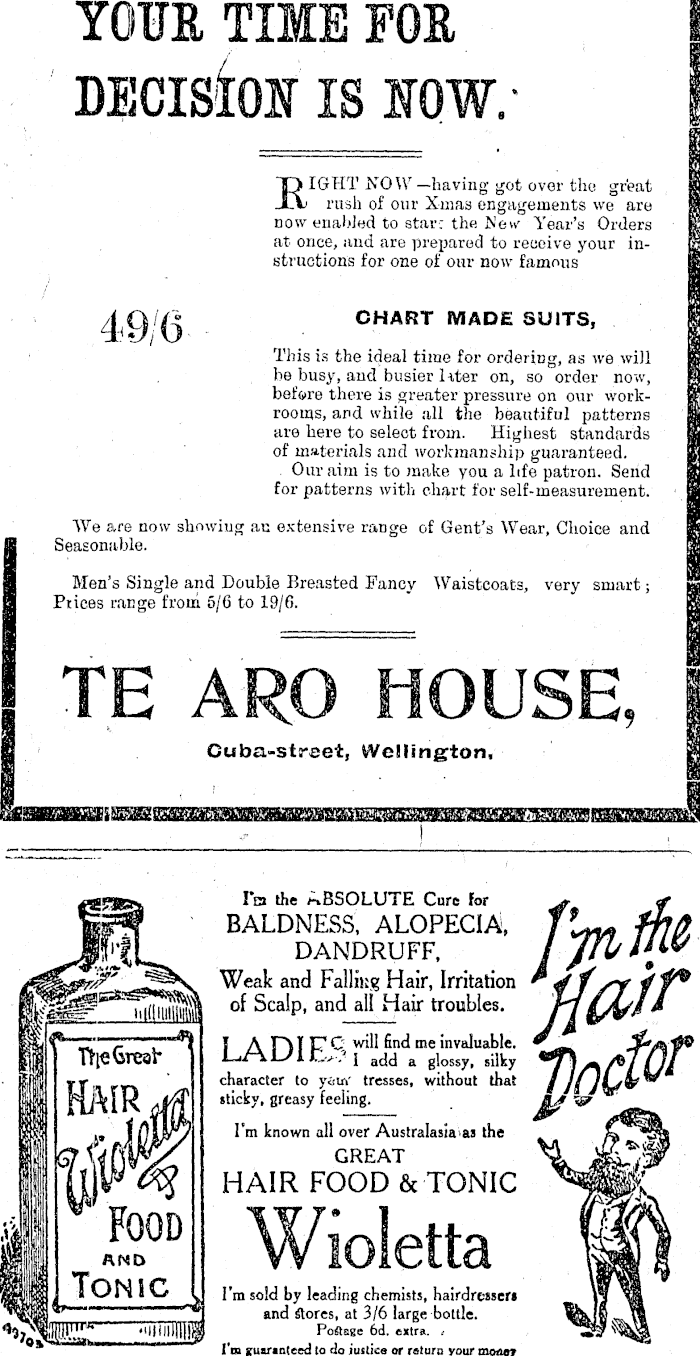 YOUR TIME FOR
DECISION IS NOW.
RIGHT NOW—having got over the great
rush of our Xmas engagements we are
now enabled to start the New Year's Orders
at once, and are prepared to receive your in-
structions for one of our now famous
49/6
CHART MADE SUITS,
This is the ideal time for ordering, as we will
be busy, and busier later on, so order now,
before there is greater pressure on our work-
rooms, and while all the beautiful patterns
are here to select from. Highest standards
of materials and workmanship guaranteed.
Our aim is to make you a life patron. Send
for patterns with chart for self-measurement.
We are now showing an extensive range of Gent's Wear, Choice and
Seasonable.
Men's Single and Double Breasted Fancy Waistcoats, very smart;
Prices range from 5/6 to 19/6.
TE ARO HOUSE,
Cuba-street, Wellington.
The Great
HAIR
Wioletta
FOOD
AND
TONIC
I'm the ABSOLUTE Cure for
BALDNESS, ALOPECIA,
DANDRUFF,
Weak and Falling Hair, Irritation
of Scalp, and all Hair troubles.
LADIES will find me invaluable.
I add a glossy, silky
character to your tresses, without that
sticky, greasy feeling.
I'm known all over Australasia as the
GREAT
HAIR FOOD & TONIC
Wioletta
I'm sold by leading chemists, hairdressers
and stores, at 3/6 large bottle.
Postage 6d. extra.
I'm guaranteed to do justice or return your money
I'm the
Hair
Doctor